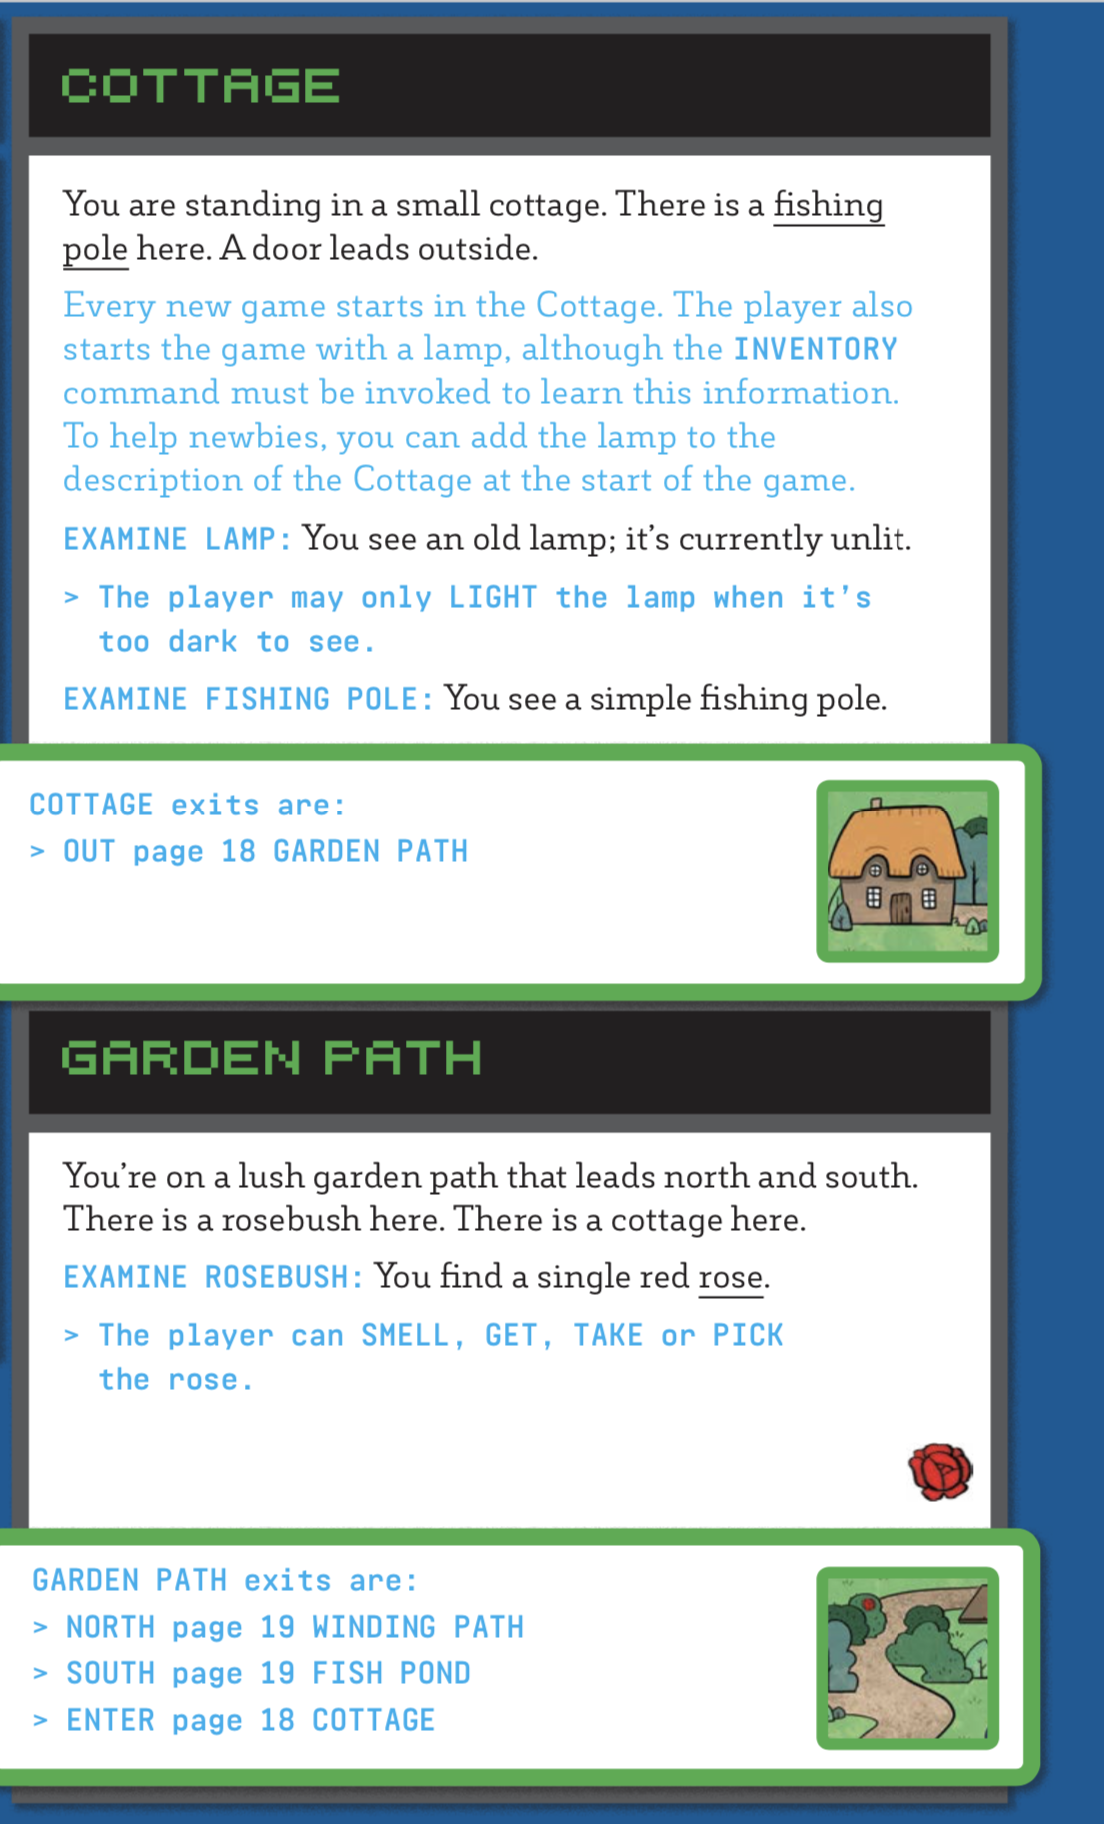 COTTAGE
You are standing in a small cottage. There is a fishing
pole here. A door leads outside.
Every new game starts in the Cottage. The player also
starts the game with a lamp, although the INVENTORY
command must be invoked to learn this information.
To help newbies, you can add the lamp to the
description of the Cottage at the start of the game.
EXAMINE LAMP: You see an old lamp; it’s currently unlit.
> The player may only LIGHT the lamp when it’s
too dark to see.
EXAMINE FISHING POLE: You see a simple fishing pole.
COTTAGE exits are:
> OUT page 18 GARDEN PATH
GARDEN PATH
You’re on a lush garden path that leads north and south.
There is a rosebush here. There is a cottage here.
EXAMINE ROSEBUSH: You find a single red rose.
> The player can SMELL, GET, TAKE or PICK
the rose.
GARDEN PATH exits are:
> NORTH page 19 WINDING PATH
> SOUTH page 19 FISH POND
> ENTER page 18 COTTAGE